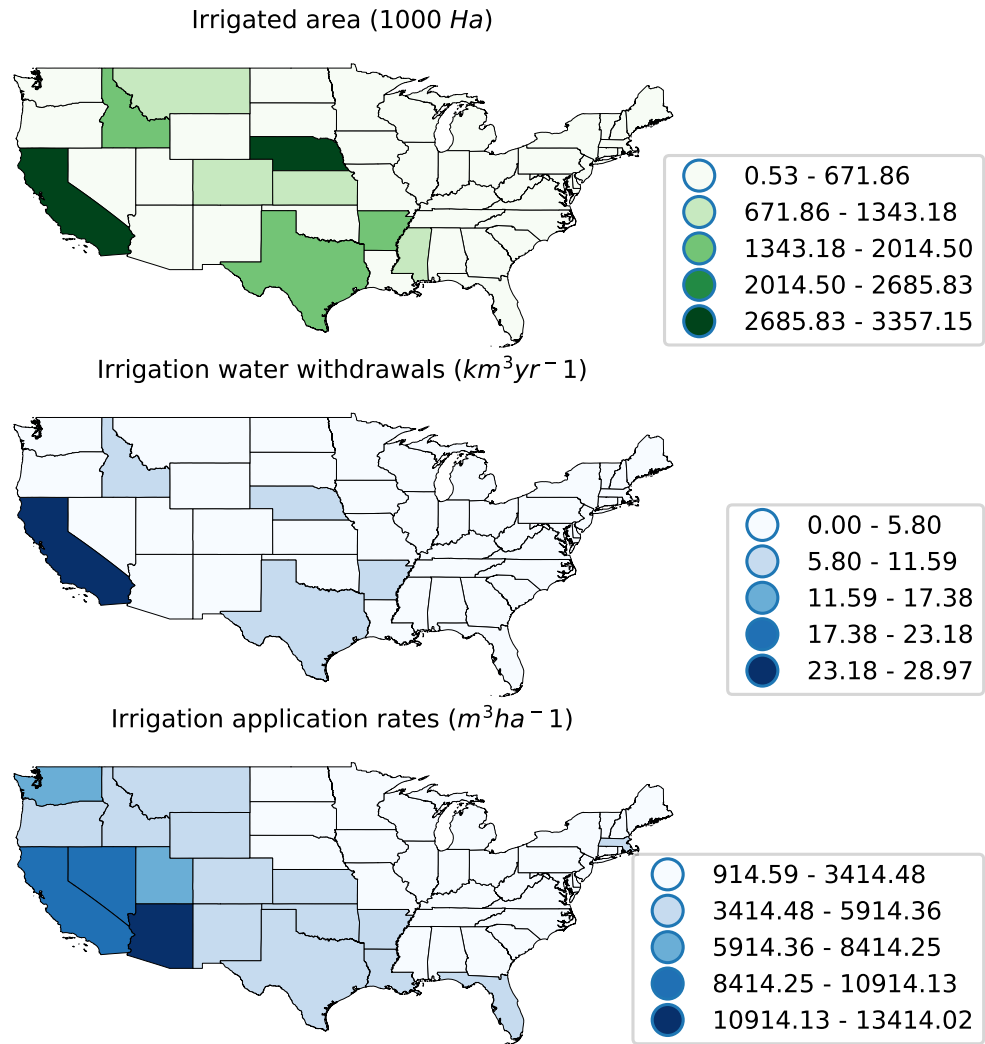 Irrigated area (1000 Ha)
0.53 - 671.86
671.86 - 1343.18
1343.18 - 2014.50
2014.50 - 2685.83
2685.83 - 3357.15
Irrigation water withdrawals (km³yr⁻1)
0.00 - 5.80
5.80 - 11.59
11.59 - 17.38
17.38 - 23.18
23.18 - 28.97
Irrigation application rates (m³ha⁻1)
914.59 - 3414.48
3414.48 - 5914.36
5914.36 - 8414.25
8414.25 - 10914.13
10914.13 - 13414.02